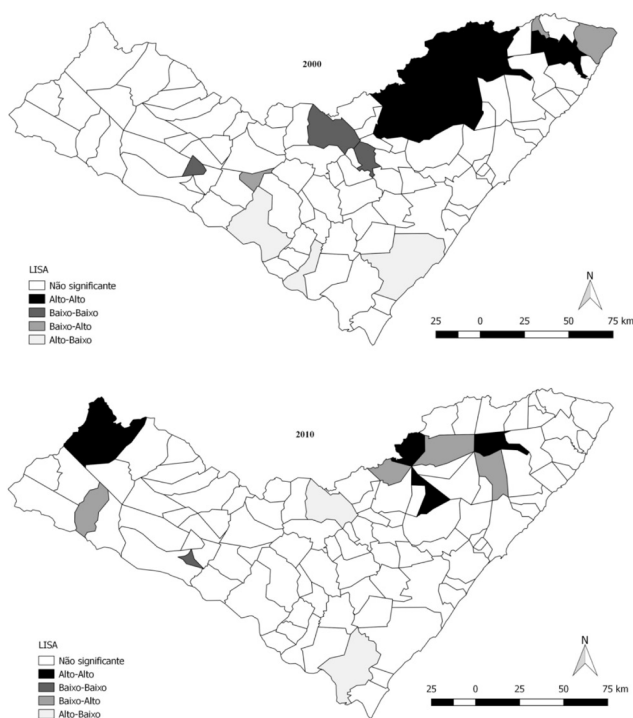 2000
LISA
Não significante
Alto-Alto
Baixo-Baixo
Baixo-Alto
Alto-Baixo
N
25 0 25 50 75 km
2010
LISA
Não significante
Alto-Alto
Baixo-Baixo
Baixo-Alto
Alto-Baixo
N
25 0 25 50 75 km